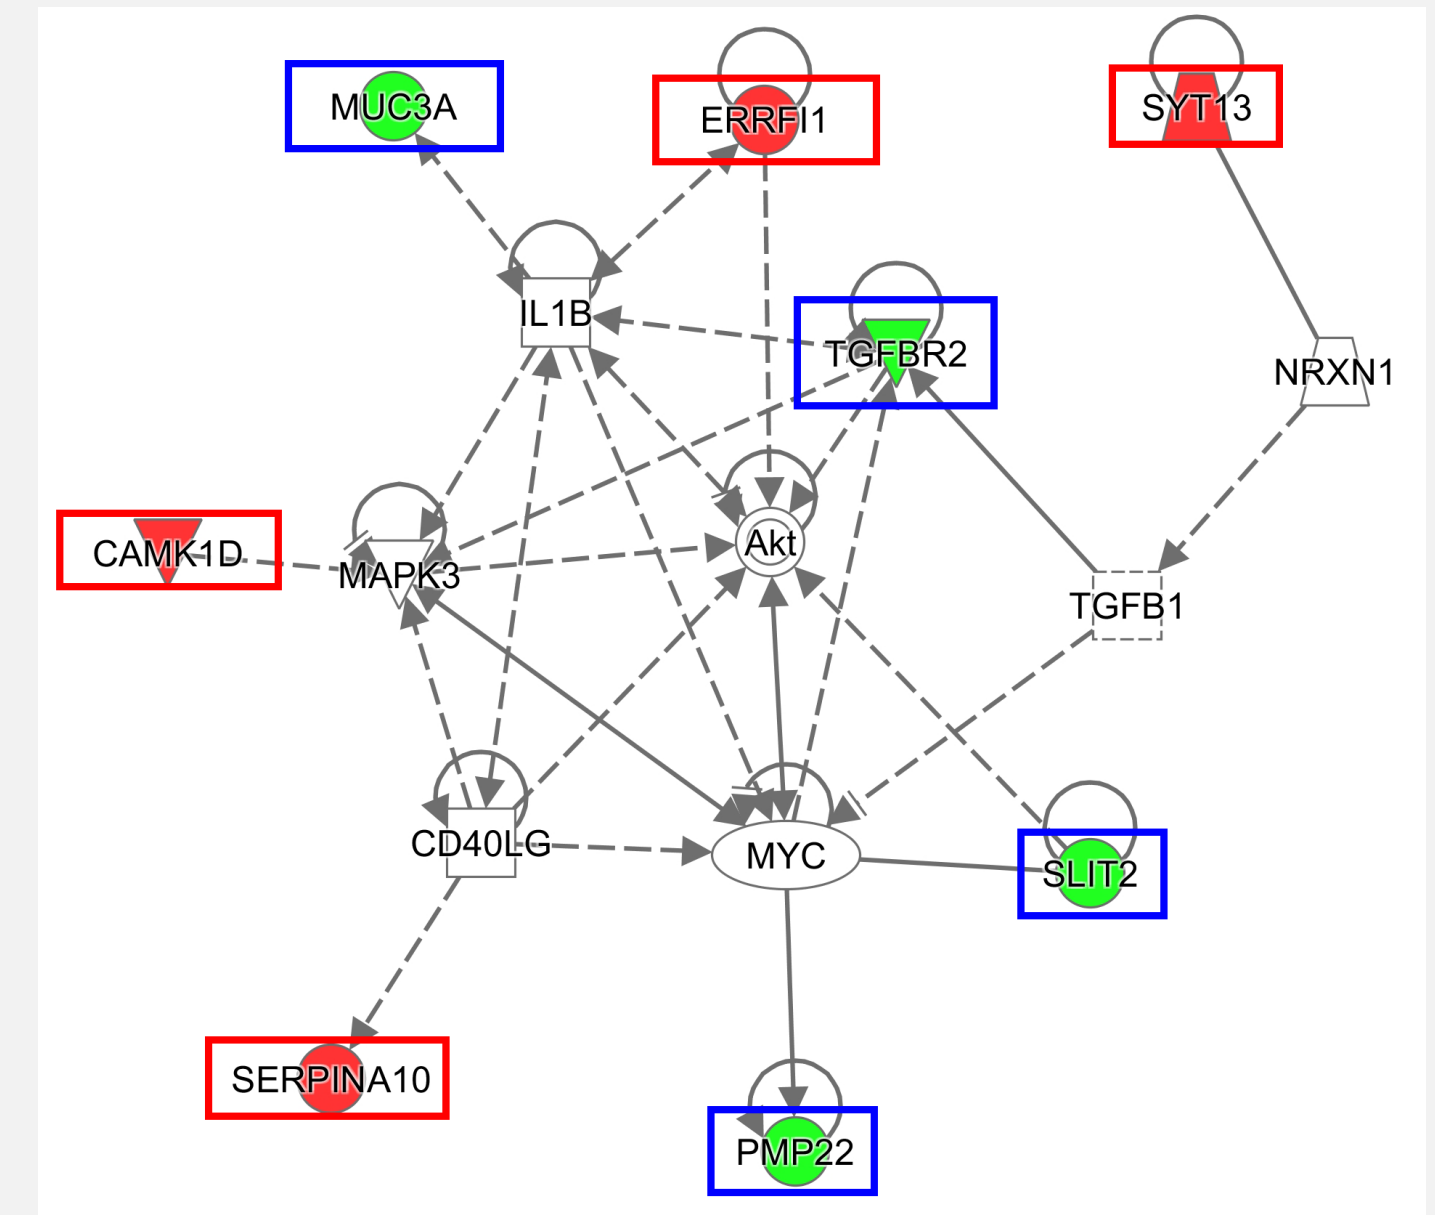 MUC3A
ERRFI1
SYT13
IL1B
TGFBR2
NRXN1
CAMK1D
MAPK3
Akt
TGFB1
CD40LG
MYC
SLIT2
SERPINA10
PMP22